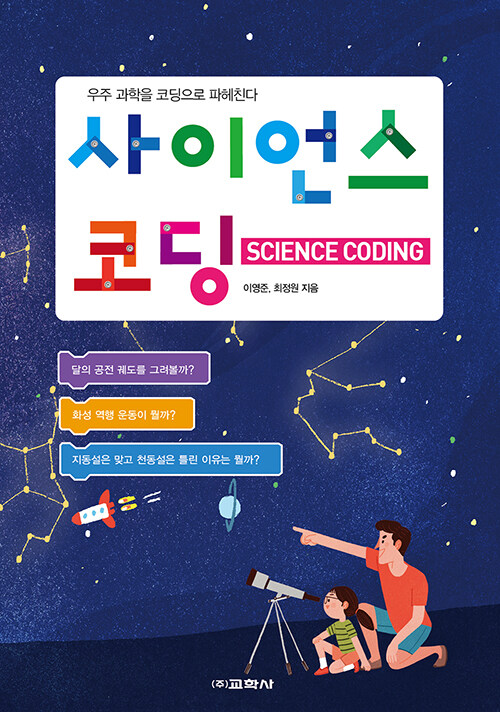 우주 과학을 코딩으로 파헤친다
사이언스
코딩
SCIENCE CODING
이영준, 최정원 지음
달의 공전 궤도를 그려볼까?
화성 역행 운동이 뭘까?
지동설은 맞고 천동설은 틀린 이유는 뭘까?
(주)교학사